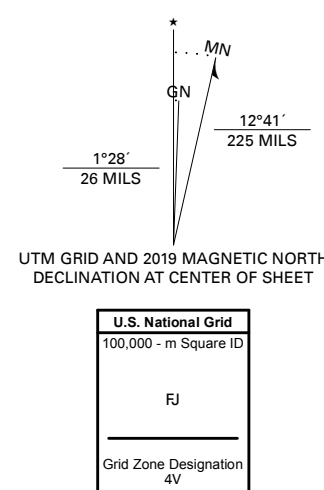 ★
MN
GN
12°41´
225 MILS
1°28´
26 MILS
UTM GRID AND 2019 MAGNETIC NORTH
DECLINATION AT CENTER OF SHEET
U.S. National Grid
100,000 - m Square ID
FJ
Grid Zone Designation
4V